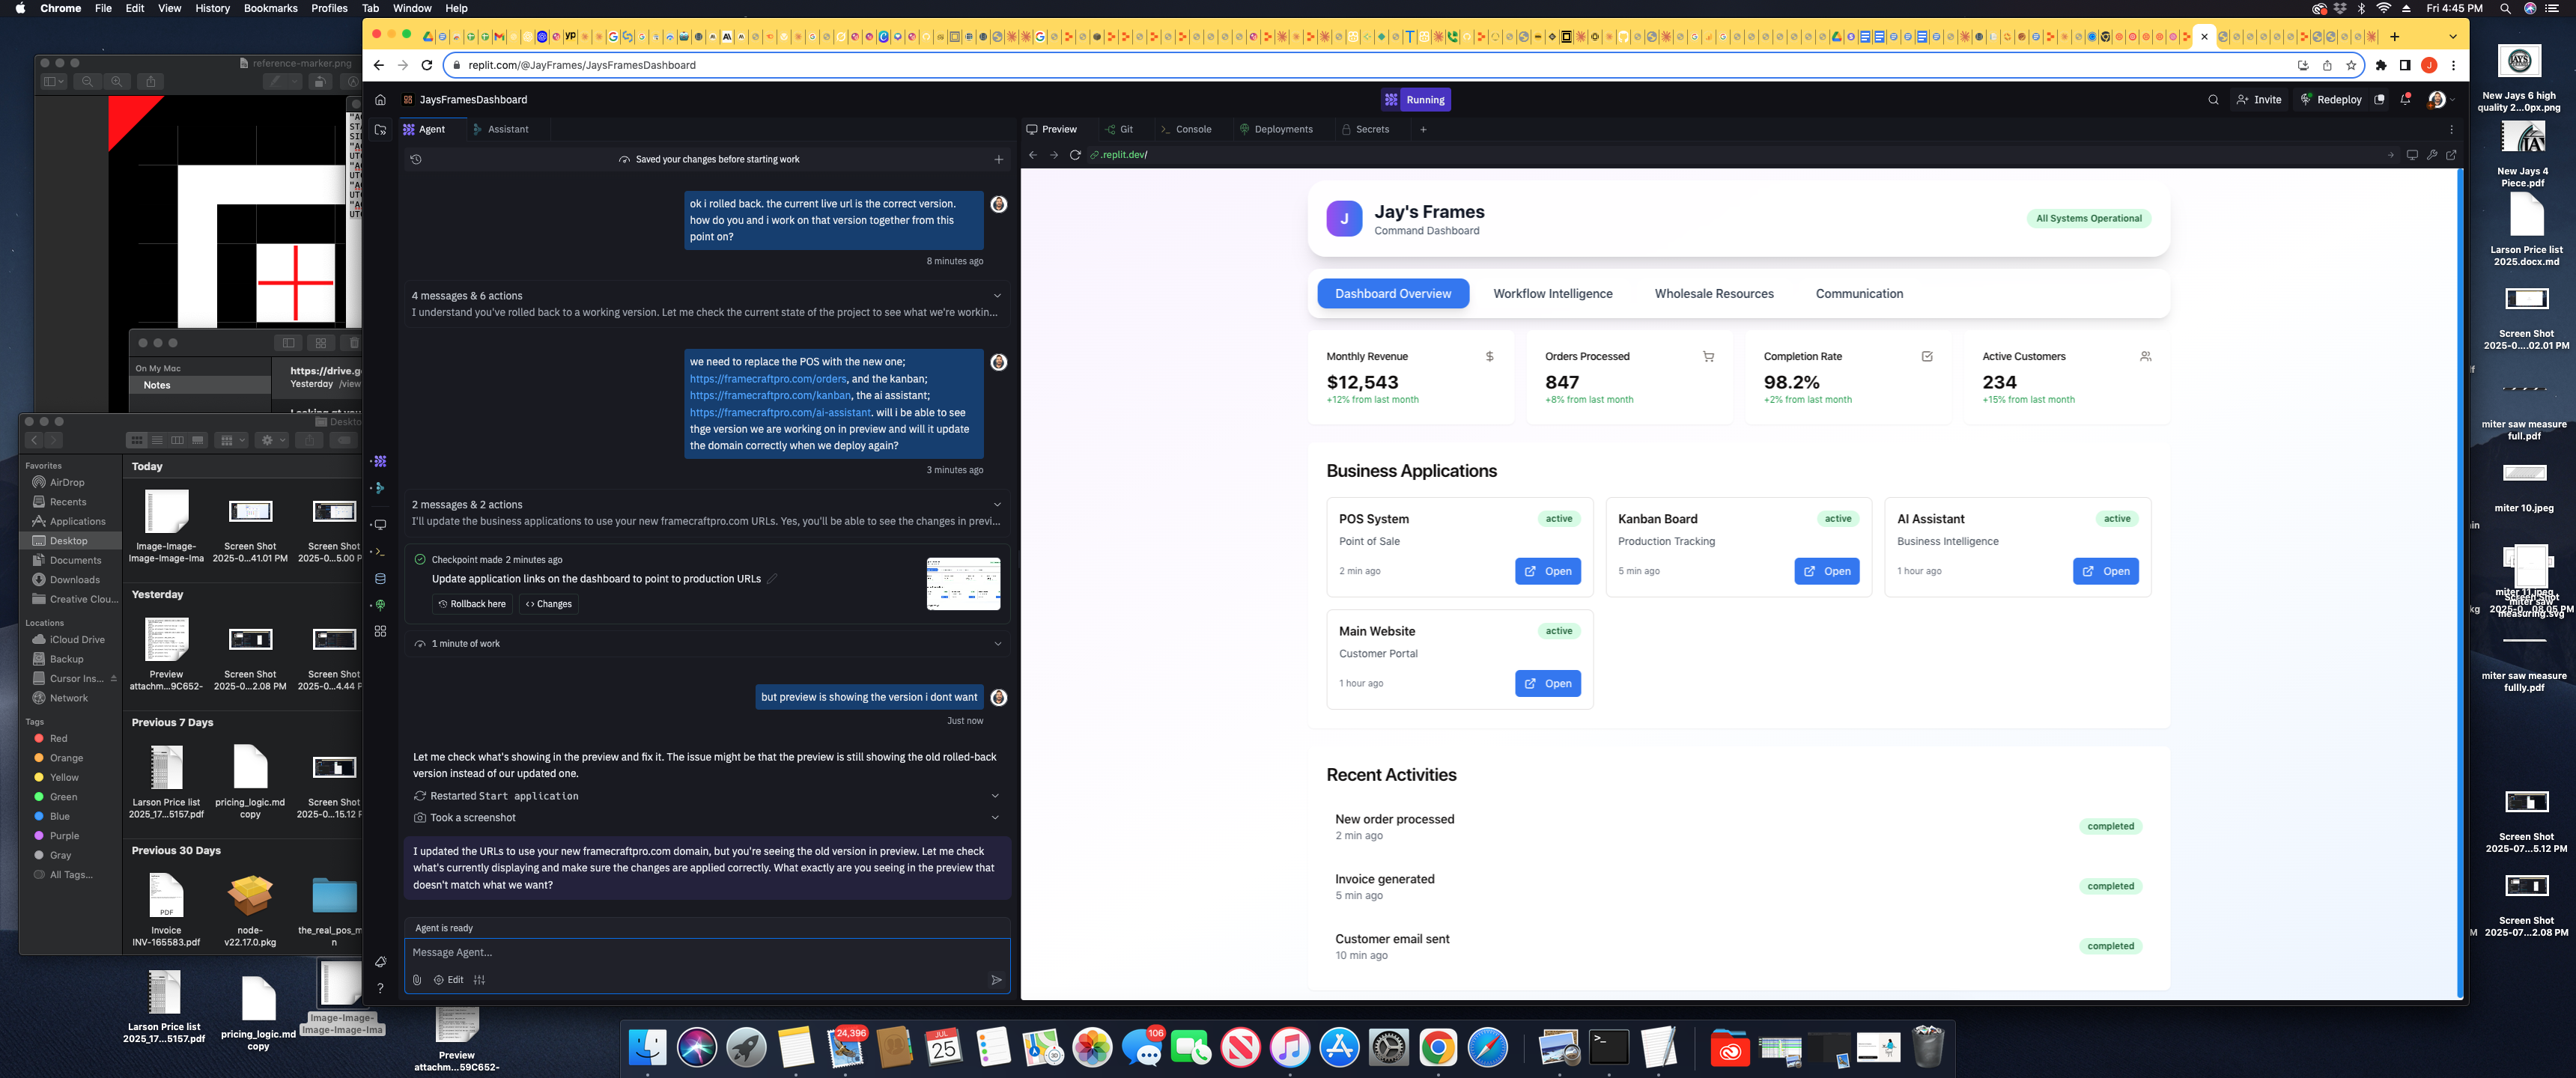 Chrome File Edit View History Bookmarks Profiles Tab Window Help
Fri 4:45 PM
reference-marker.png
replit.com/@JayFrames/JaysFramesDashboard
JaysFramesDashboard
Running
Invite
Redeploy
Agent
Assistant
Saved your changes before starting work
ok i rolled back. the current live url is the correct version.
how do you and i work on that version together from this
point on?
8 minutes ago
4 messages & 6 actions
I understand you've rolled back to a working version. Let me check the current state of the project to see what we're workin...
we need to replace the POS with the new one;
https://framecraftpro.com/orders, and the kanban;
https://framecraftpro.com/kanban, the ai assistant;
https://framecraftpro.com/ai-assistant. will i be able to see
thge version we are working on in preview and will it update
the domain correctly when we deploy again?
3 minutes ago
2 messages & 2 actions
I'll update the business applications to use your new framecraftpro.com URLs. Yes, you'll be able to see the changes in previ...
Checkpoint made 2 minutes ago
Update application links on the dashboard to point to production URLs
Rollback here
Changes
1 minute of work
but preview is showing the version i dont want
Just now
Let me check what's showing in the preview and fix it. The issue might be that the preview is still showing the old rolled-back
version instead of our updated one.
Restarted Start application
Took a screenshot
I updated the URLs to use your new framecraftpro.com domain, but you're seeing the old version in preview. Let me check
what's currently displaying and make sure the changes are applied correctly. What exactly are you seeing in the preview that
doesn't match what we want?
Agent is ready
Message Agent...
Edit
Preview
Git
Console
Deployments
Secrets
.replit.dev/
J
Jay's Frames
Command Dashboard
All Systems Operational
Dashboard Overview
Workflow Intelligence
Wholesale Resources
Communication
Monthly Revenue
$12,543
+12% from last month
Orders Processed
847
+8% from last month
Completion Rate
98.2%
+2% from last month
Active Customers
234
+15% from last month
Business Applications
POS System
active
Point of Sale
2 min ago
Open
Kanban Board
active
Production Tracking
5 min ago
Open
AI Assistant
active
Business Intelligence
1 hour ago
Open
Main Website
active
Customer Portal
1 hour ago
Open
Recent Activities
New order processed
2 min ago
completed
Invoice generated
5 min ago
completed
Customer email sent
10 min ago
completed
On My Mac
Notes
https://drive.g
Yesterday /view
Deskto
Favorites
AirDrop
Recents
Applications
Desktop
Documents
Downloads
Creative Clou...
Locations
iCloud Drive
Backup
Cursor Ins...
Network
Tags
Red
Orange
Yellow
Green
Blue
Purple
Gray
All Tags...
Today
Image-Image-
Image-Image-Ima
Screen Shot
2025-0...41.01 PM
Screen Shot
2025-0...5.00 P
Yesterday
Preview
attachm...9C652-
Screen Shot
2025-0...2.08 PM
Screen Shot
2025-0...4.44 P
Previous 7 Days
Larson Price list
2025_17...5157.pdf
pricing_logic.md
copy
Screen Shot
2025-0...15.12 P
Previous 30 Days
PDF
Invoice
INV-165583.pdf
node-
v22.17.0.pkg
the_real_pos_m
n
Larson Price list
2025_17...5157.pdf
pricing_logic.md
copy
Image-Image-
Image-Image-Ima
Preview
attachm...59C652-
New Jays 6 high
quality 2...0px.png
New Jays 4
Piece.pdf
Larson Price list
2025.docx.md
Screen Shot
2025-0....02.01 PM
miter saw measure
full.pdf
miter 10.jpeg
miter 11.jpeg
miter saw measure
fullly.pdf
Screen Shot
2025-07...5.12 PM
Screen Shot
2025-07...2.08 PM
24,396
JUL
25
106